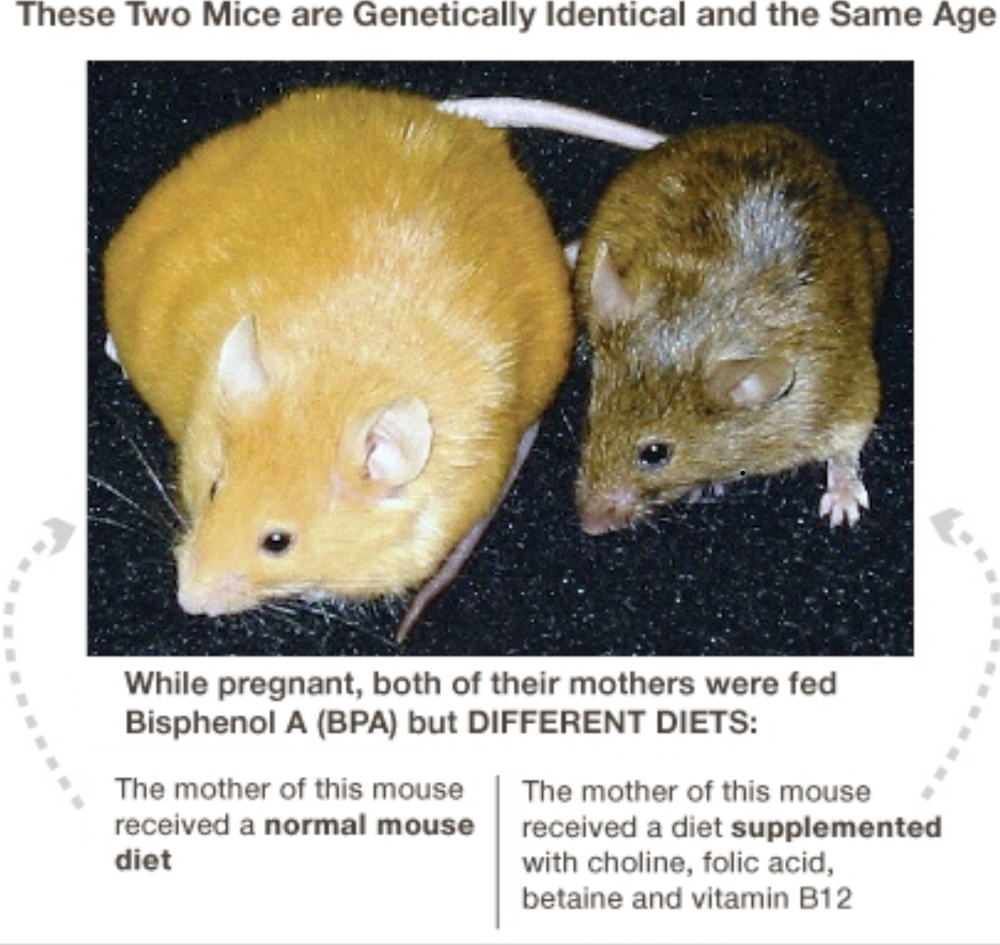 These Two Mice are Genetically Identical and the Same Age
While pregnant, both of their mothers were fed
Bisphenol A (BPA) but DIFFERENT DIETS:
The mother of this mouse
received a normal mouse
diet
The mother of this mouse
received a diet supplemented
with choline, folic acid,
betaine and vitamin B12